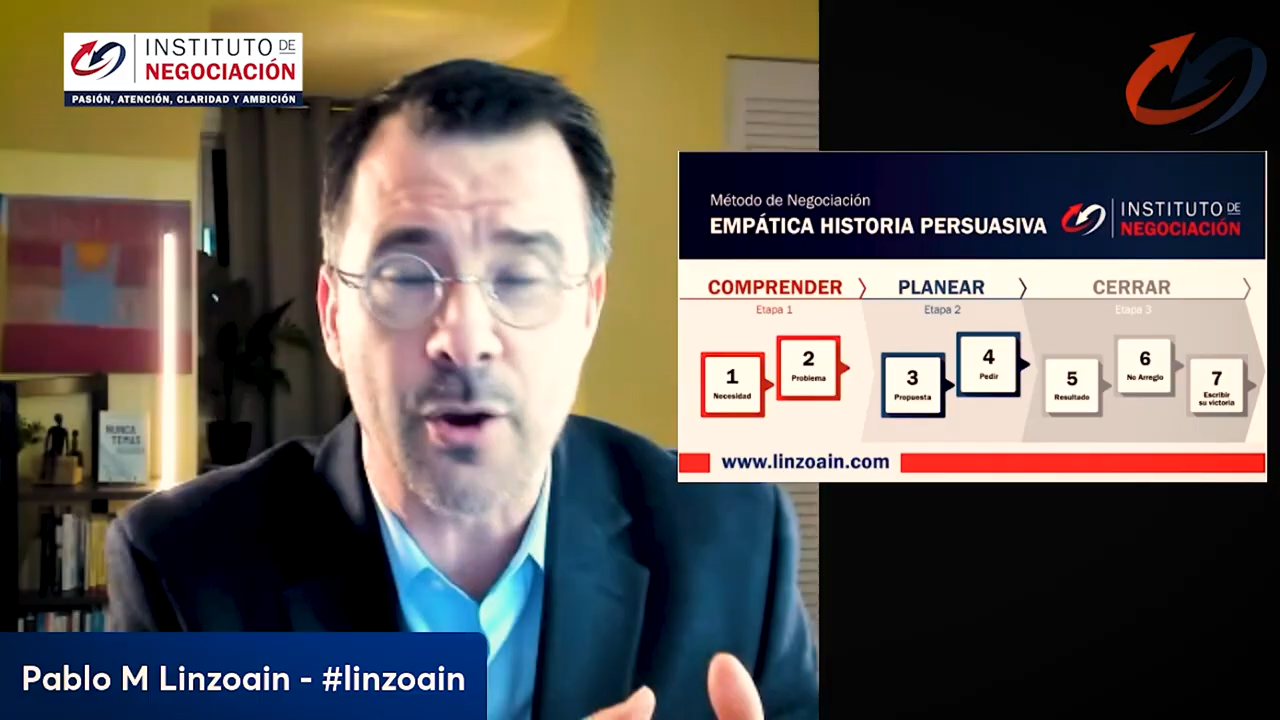 INSTITUTO DE
NEGOCIACIÓN
PASIÓN, ATENCIÓN, CLARIDAD Y AMBICIÓN
NUNCA
TEMAS
Método de Negociación
EMPÁTICA HISTORIA PERSUASIVA
INSTITUTO DE
NEGOCIACIÓN
COMPRENDER
PLANEAR
CERRAR
Etapa 1
Etapa 2
Etapa 3
1
Necesidad
2
Problema
3
Propuesta
4
Pedir
5
Resultado
6
No Arreglo
7
Escribir
su victoria
www.linzoain.com
Pablo M Linzoain - #linzoain